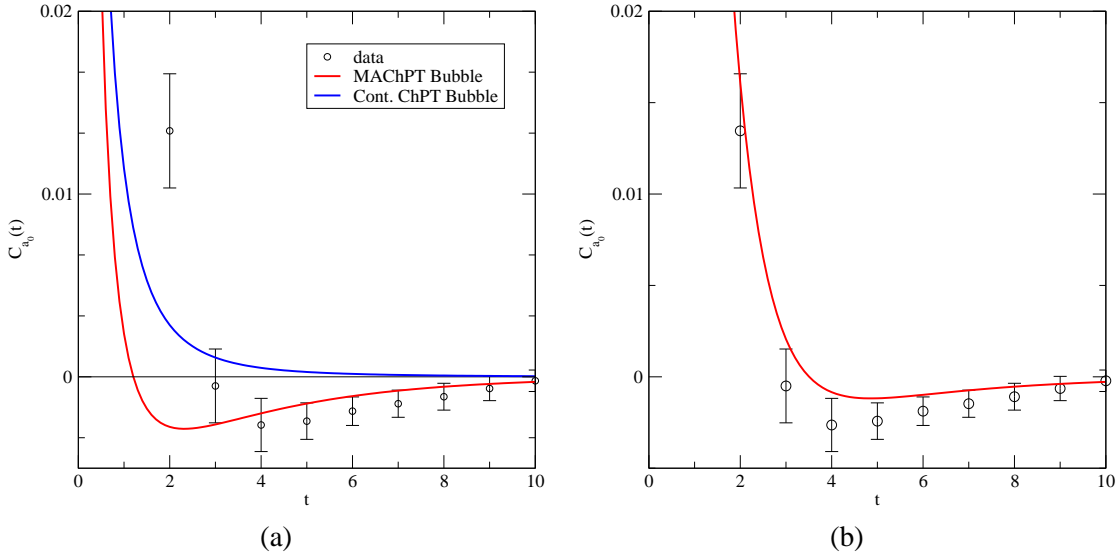 0.02
0.01
0
0 2 4 6 8 10
t
C_{a_0}(t)
data
MAChPT Bubble
Cont. ChPT Bubble
(a)
0.02
0.01
0
0 2 4 6 8 10
t
C_{a_0}(t)
(b)